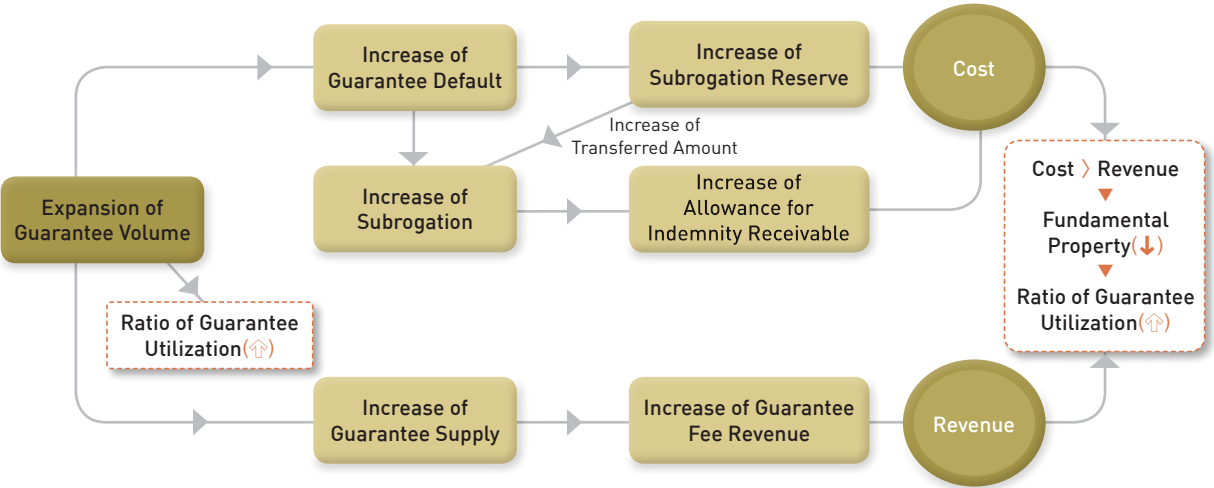 Increase of
Guarantee Default
Increase of
Subrogation Reserve
Cost
Increase of
Transferred Amount
Expansion of
Guarantee Volume
Increase of
Subrogation
Increase of
Allowance for
Indemnity Receivable
Cost 〉 Revenue
▼
Fundamental
Property(↓)
▼
Ratio of Guarantee
Utilization(⇧)
Ratio of Guarantee
Utilization(⇧)
Increase of
Guarantee Supply
Increase of Guarantee
Fee Revenue
Revenue